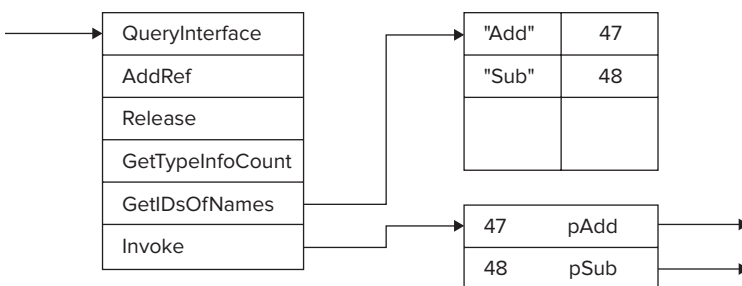 QueryInterface
AddRef
Release
GetTypeInfoCount
GetIDsOfNames
Invoke
"Add" 47
"Sub" 48
47 pAdd
48 pSub